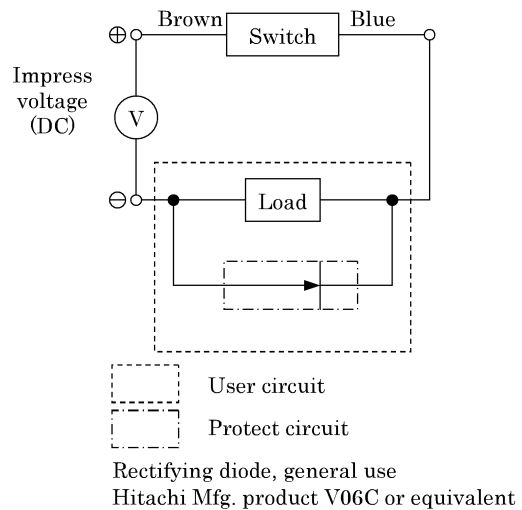 Brown
Switch
Blue
⊕
Impress
voltage
(DC)
V
⊖
Load
User circuit
Protect circuit
Rectifying diode, general use
Hitachi Mfg. product V06C or equivalent